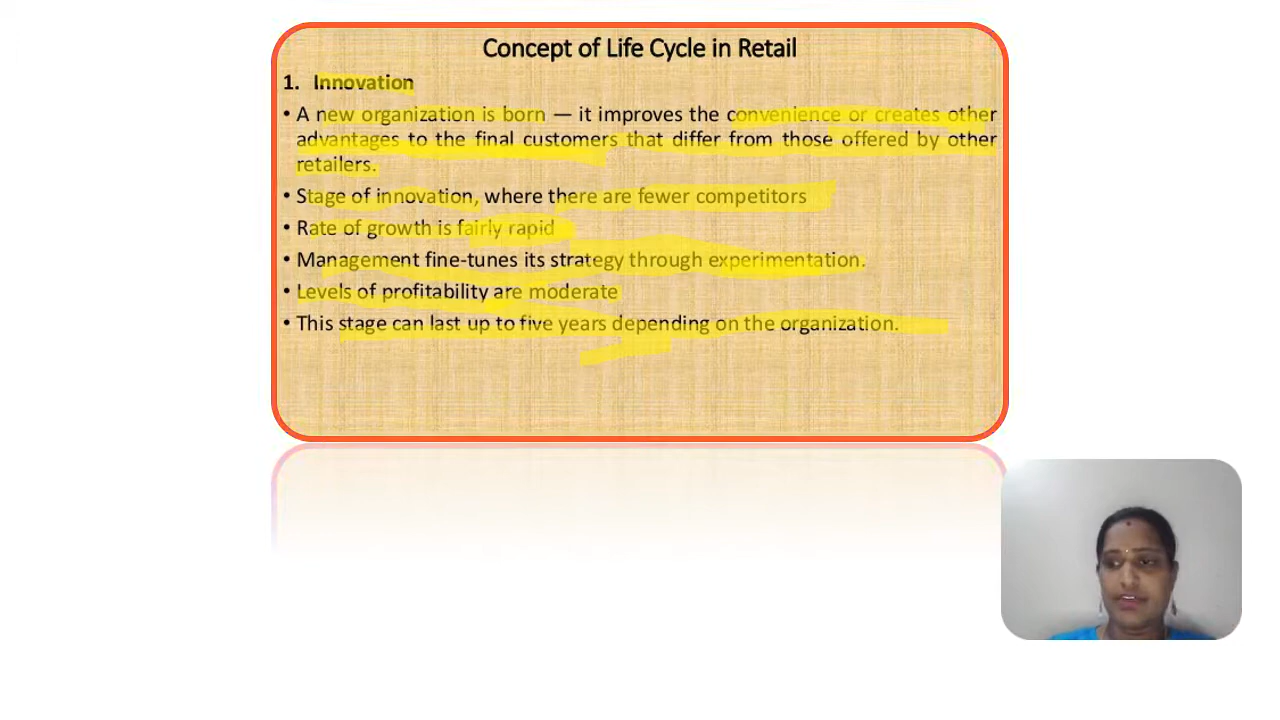 Concept of Life Cycle in Retail
1. Innovation
• A new organization is born — it improves the convenience or creates other
advantages to the final customers that differ from those offered by other
retailers.
• Stage of innovation, where there are fewer competitors
• Rate of growth is fairly rapid
• Management fine-tunes its strategy through experimentation.
• Levels of profitability are moderate
• This stage can last up to five years depending on the organization.